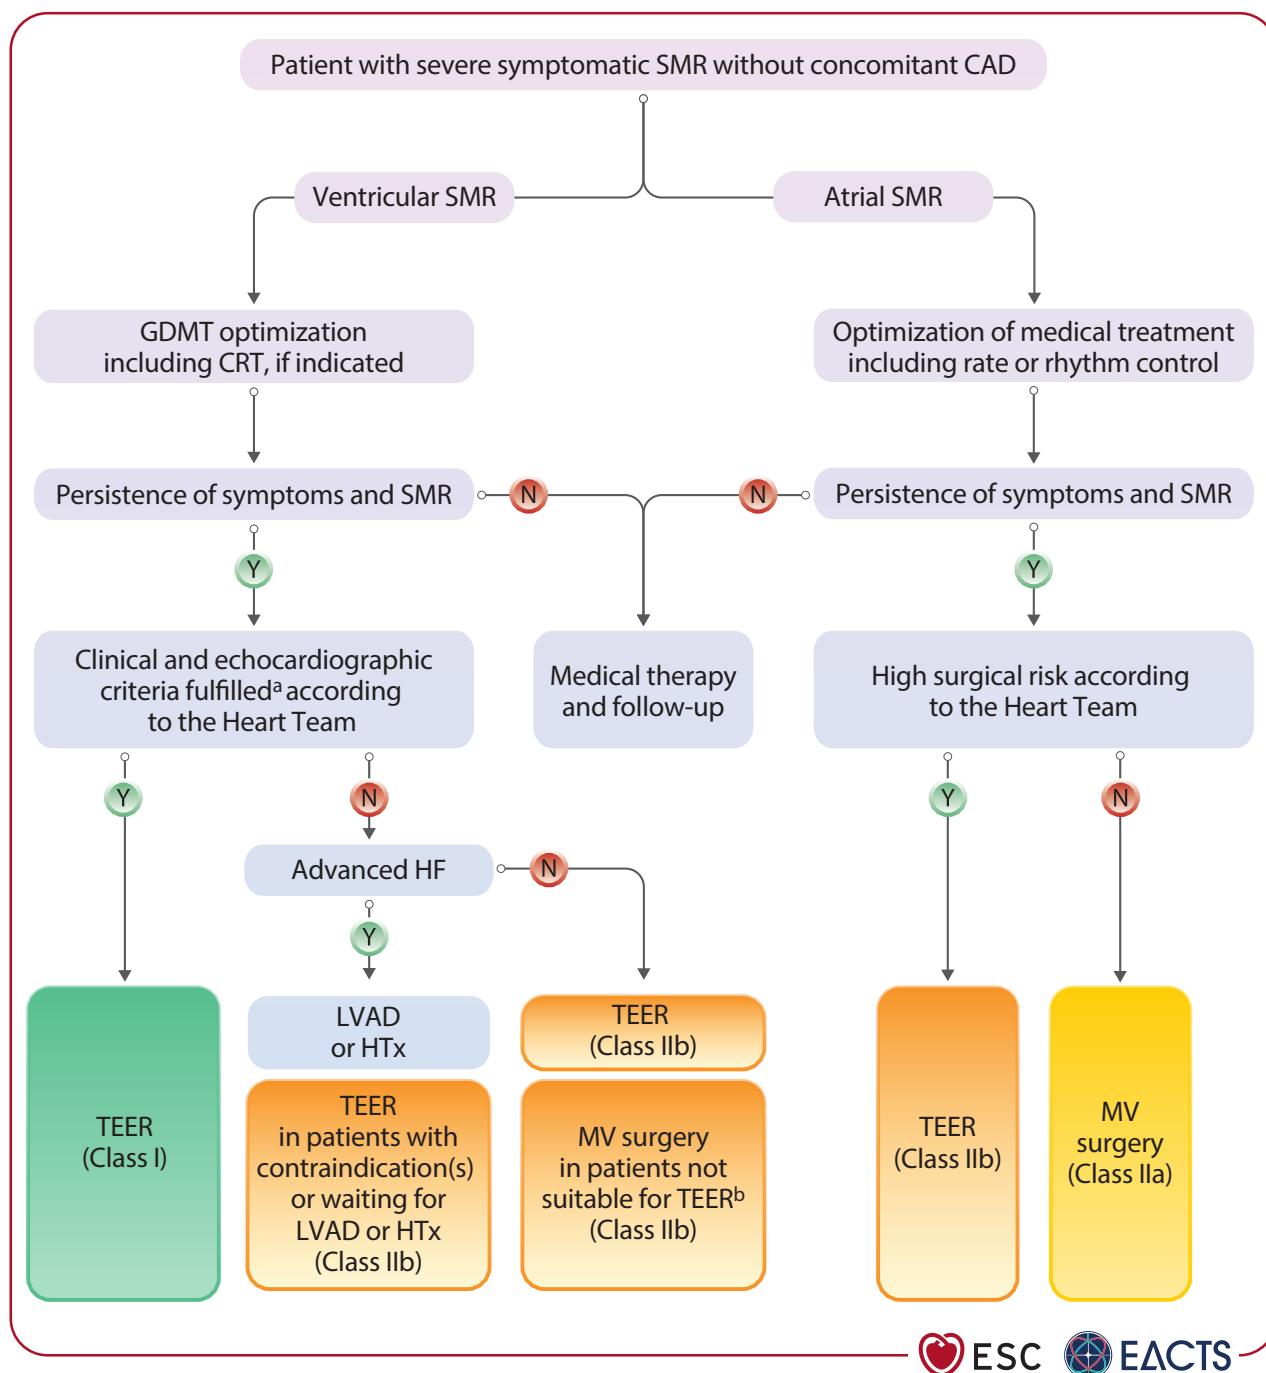 Patient with severe symptomatic SMR without concomitant CAD
Ventricular SMR
Atrial SMR
GDMT optimization
including CRT, if indicated
Optimization of medical treatment
including rate or rhythm control
Persistence of symptoms and SMR
N
N
Persistence of symptoms and SMR
Y
Y
Clinical and echocardiographic
criteria fulfilledᵃ according
to the Heart Team
Medical therapy
and follow-up
High surgical risk according
to the Heart Team
Y
N
Y
N
Advanced HF
N
Y
LVAD
or HTx
TEER
(Class IIb)
TEER
(Class I)
TEER
in patients with
contraindication(s)
or waiting for
LVAD or HTx
(Class IIb)
MV surgery
in patients not
suitable for TEERᵇ
(Class IIb)
TEER
(Class IIb)
MV
surgery
(Class IIa)
ESC
EACTS